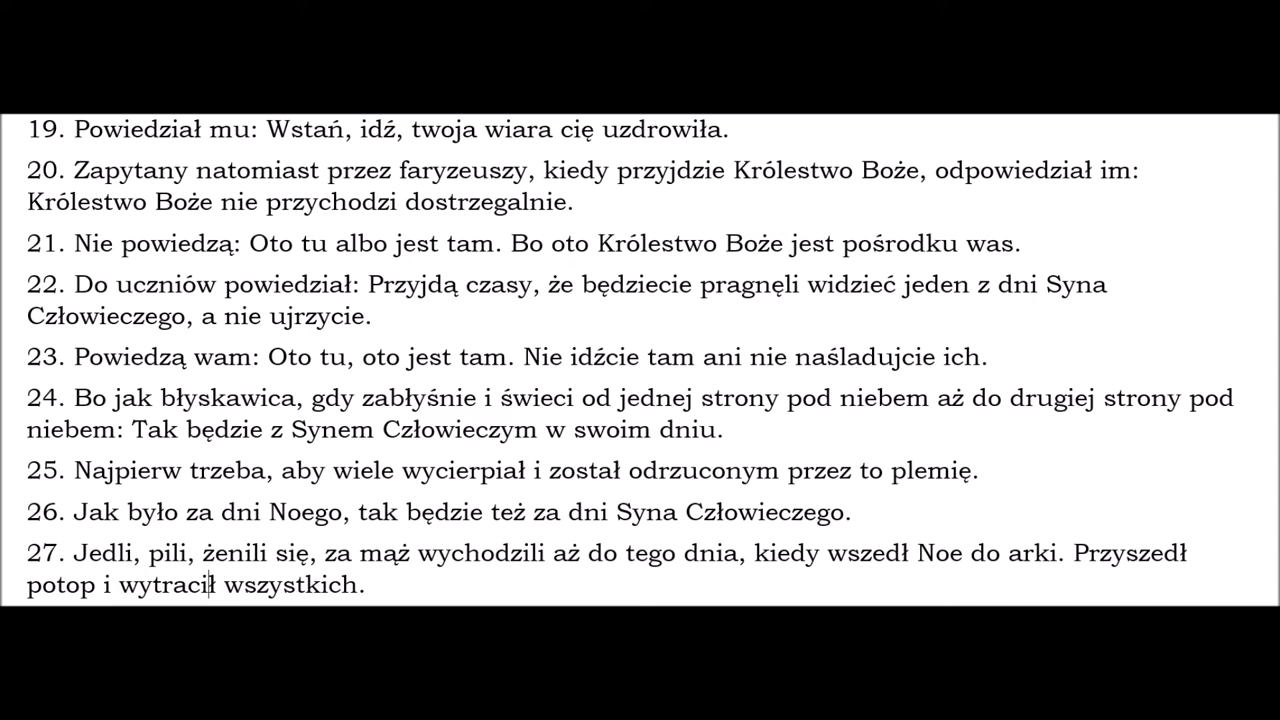 19. Powiedział mu: Wstań, idź, twoja wiara cię uzdrowiła.
20. Zapytany natomiast przez faryzeuszy, kiedy przyjdzie Królestwo Boże, odpowiedział im:
Królestwo Boże nie przychodzi dostrzegalnie.
21. Nie powiedzą: Oto tu albo jest tam. Bo oto Królestwo Boże jest pośrodku was.
22. Do uczniów powiedział: Przyjdą czasy, że będziecie pragnęli widzieć jeden z dni Syna
Człowieczego, a nie ujrzycie.
23. Powiedzą wam: Oto tu, oto jest tam. Nie idźcie tam ani nie naśladujcie ich.
24. Bo jak błyskawica, gdy zabłyśnie i świeci od jednej strony pod niebem aż do drugiej strony pod
niebem: Tak będzie z Synem Człowieczym w swoim dniu.
25. Najpierw trzeba, aby wiele wycierpiał i został odrzuconym przez to plemię.
26. Jak było za dni Noego, tak będzie też za dni Syna Człowieczego.
27. Jedli, pili, żenili się, za mąż wychodzili aż do tego dnia, kiedy wszedł Noe do arki. Przyszedł
potop i wytracił wszystkich.